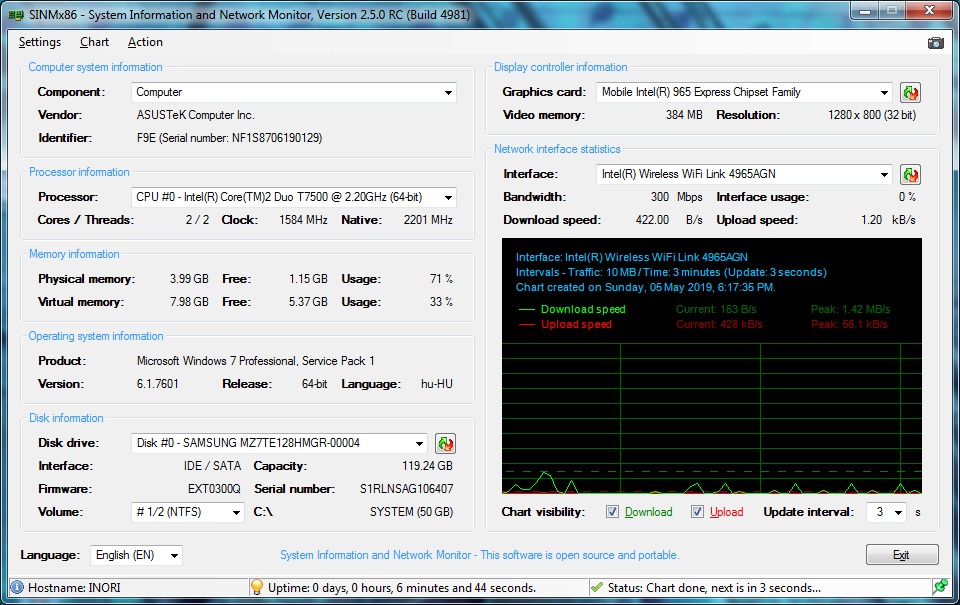 SINMx86 - System Information and Network Monitor, Version 2.5.0 RC (Build 4981)
Settings Chart Action
Computer system information
Component: Computer
Vendor: ASUSTeK Computer Inc.
Identifier: F9E (Serial number: NF1S8706190129)
Processor information
Processor: CPU #0 - Intel(R) Core(TM)2 Duo T7500 @ 2.20GHz (64-bit)
Cores / Threads: 2 / 2 Clock: 1584 MHz Native: 2201 MHz
Memory information
Physical memory: 3.99 GB Free: 1.15 GB Usage: 71 %
Virtual memory: 7.98 GB Free: 5.37 GB Usage: 33 %
Operating system information
Product: Microsoft Windows 7 Professional, Service Pack 1
Version: 6.1.7601 Release: 64-bit Language: hu-HU
Disk information
Disk drive: Disk #0 - SAMSUNG MZ7TE128HMGR-00004
Interface: IDE / SATA Capacity: 119.24 GB
Firmware: EXT0300Q Serial number: S1RLNSAG106407
Volume: # 1/2 (NTFS) C:\ SYSTEM (50 GB)
Display controller information
Graphics card: Mobile Intel(R) 965 Express Chipset Family
Video memory: 384 MB Resolution: 1280 x 800 (32 bit)
Network interface statistics
Interface: Intel(R) Wireless WiFi Link 4965AGN
Bandwidth: 300 Mbps Interface usage: 0 %
Download speed: 422.00 B/s Upload speed: 1.20 kB/s
Interface: Intel(R) Wireless WiFi Link 4965AGN
Intervals - Traffic: 10 MB / Time: 3 minutes (Update: 3 seconds)
Chart created on Sunday, 05 May 2019, 6:17:35 PM.
Download speed Current: 163 B/s Peak: 1.42 MB/s
Upload speed Current: 428 kB/s Peak: 56.1 kB/s
Chart visibility: Download Upload Update interval: 3 s
Language: English (EN) System Information and Network Monitor - This software is open source and portable. Exit
Hostname: INORI Uptime: 0 days, 0 hours, 6 minutes and 44 seconds. Status: Chart done, next is in 3 seconds...